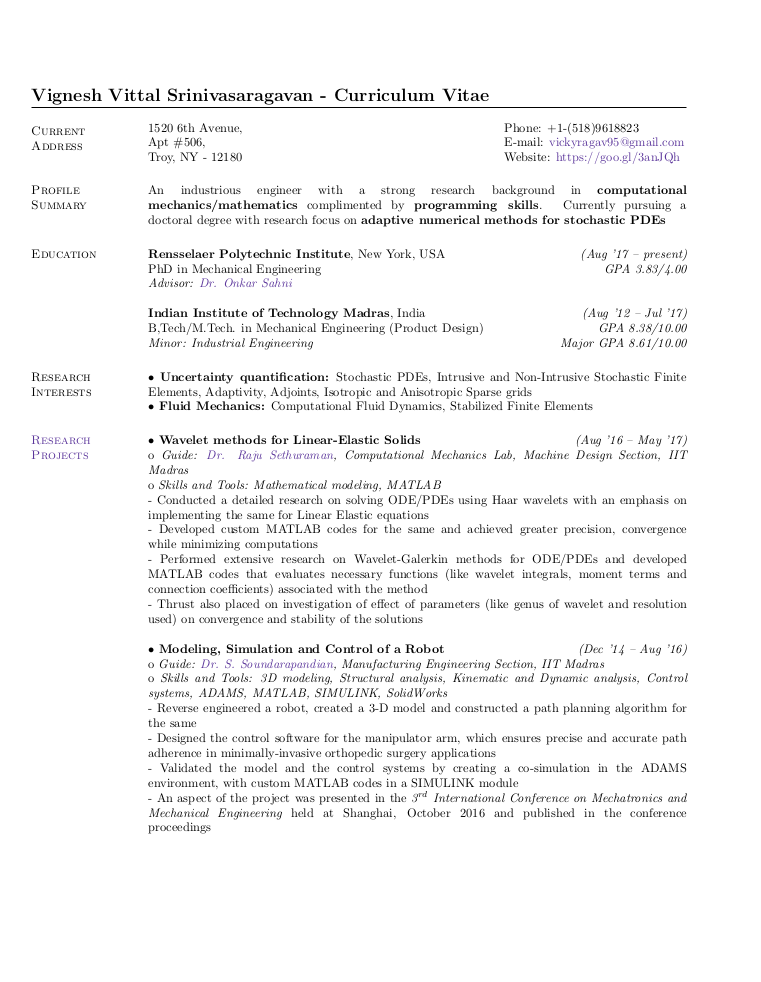 Vignesh Vittal Srinivasaragavan - Curriculum Vitae
Current Address
1520 6th Avenue,
Apt #506,
Troy, NY - 12180
Phone: +1-(518)9618823
E-mail: vickyragav95@gmail.com
Website: https://goo.gl/3anJQh
Profile Summary
An industrious engineer with a strong research background in computational
mechanics/mathematics complimented by programming skills. Currently pursuing a
doctoral degree with research focus on adaptive numerical methods for stochastic PDEs
Education
Rensselaer Polytechnic Institute, New York, USA (Aug '17 – present)
PhD in Mechanical Engineering GPA 3.83/4.00
Advisor: Dr. Onkar Sahni
Indian Institute of Technology Madras, India (Aug '12 – Jul '17)
B,Tech/M.Tech. in Mechanical Engineering (Product Design) GPA 8.38/10.00
Minor: Industrial Engineering Major GPA 8.61/10.00
Research Interests
• Uncertainty quantification: Stochastic PDEs, Intrusive and Non-Intrusive Stochastic Finite
Elements, Adaptivity, Adjoints, Isotropic and Anisotropic Sparse grids
• Fluid Mechanics: Computational Fluid Dynamics, Stabilized Finite Elements
Research Projects
• Wavelet methods for Linear-Elastic Solids (Aug '16 – May '17)
o Guide: Dr. Raju Sethuraman, Computational Mechanics Lab, Machine Design Section, IIT
Madras
o Skills and Tools: Mathematical modeling, MATLAB
- Conducted a detailed research on solving ODE/PDEs using Haar wavelets with an emphasis on
implementing the same for Linear Elastic equations
- Developed custom MATLAB codes for the same and achieved greater precision, convergence
while minimizing computations
- Performed extensive research on Wavelet-Galerkin methods for ODE/PDEs and developed
MATLAB codes that evaluates necessary functions (like wavelet integrals, moment terms and
connection coefficients) associated with the method
- Thrust also placed on investigation of effect of parameters (like genus of wavelet and resolution
used) on convergence and stability of the solutions
• Modeling, Simulation and Control of a Robot (Dec '14 – Aug '16)
o Guide: Dr. S. Soundarapandian, Manufacturing Engineering Section, IIT Madras
o Skills and Tools: 3D modeling, Structural analysis, Kinematic and Dynamic analysis, Control
systems, ADAMS, MATLAB, SIMULINK, SolidWorks
- Reverse engineered a robot, created a 3-D model and constructed a path planning algorithm for
the same
- Designed the control software for the manipulator arm, which ensures precise and accurate path
adherence in minimally-invasive orthopedic surgery applications
- Validated the model and the control systems by creating a co-simulation in the ADAMS
environment, with custom MATLAB codes in a SIMULINK module
- An aspect of the project was presented in the 3rd International Conference on Mechatronics and
Mechanical Engineering held at Shanghai, October 2016 and published in the conference
proceedings